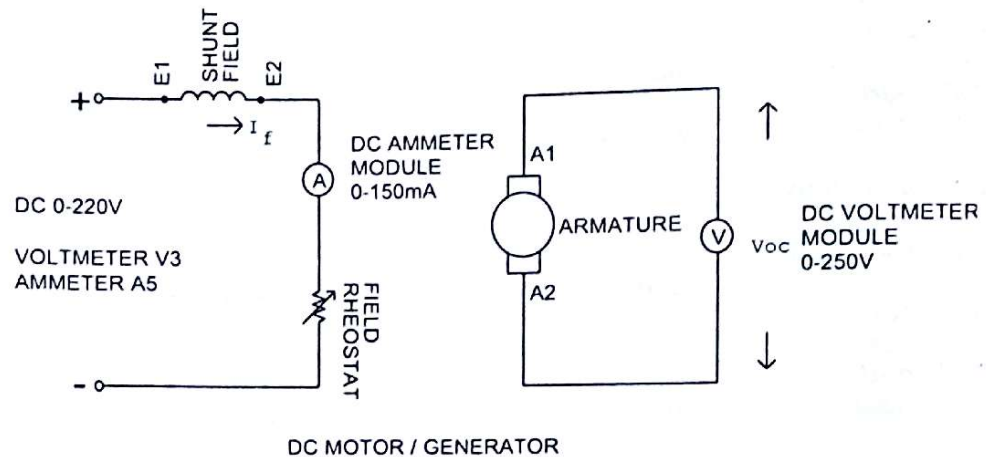 E1
SHUNT
FIELD
E2
+
I f
A
DC AMMETER
MODULE
0-150mA
DC 0-220V
VOLTMETER V3
AMMETER A5
FIELD
RHEOSTAT
-
A1
ARMATURE
A2
V
Voc
DC VOLTMETER
MODULE
0-250V
DC MOTOR / GENERATOR